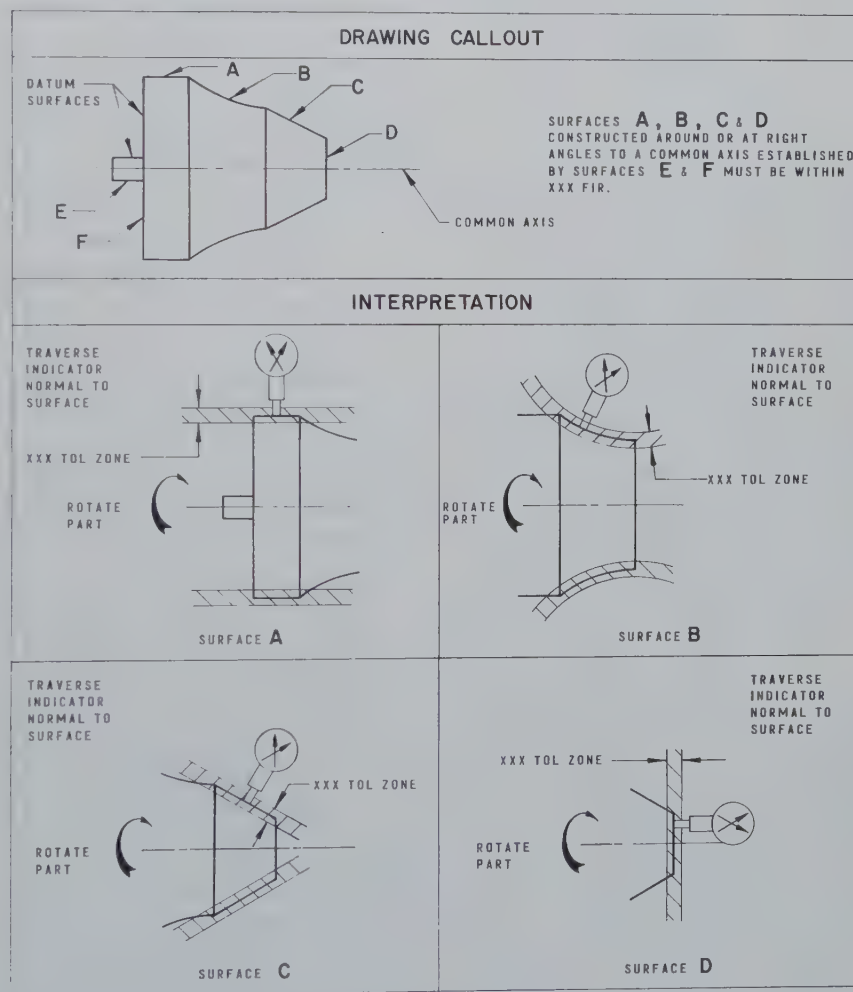 DRAWING CALLOUT
A
B
C
D
DATUM
SURFACES
E
F
COMMON AXIS
SURFACES A, B, C & D
CONSTRUCTED AROUND OR AT RIGHT
ANGLES TO A COMMON AXIS ESTABLISHED
BY SURFACES E & F MUST BE WITHIN
XXX FIR.
INTERPRETATION
TRAVERSE
INDICATOR
NORMAL TO
SURFACE
XXX TOL ZONE
ROTATE
PART
SURFACE A
TRAVERSE
INDICATOR
NORMAL TO
SURFACE
XXX TOL ZONE
ROTATE
PART
SURFACE B
TRAVERSE
INDICATOR
NORMAL TO
SURFACE
XXX TOL ZONE
ROTATE
PART
SURFACE C
TRAVERSE
INDICATOR
NORMAL TO
SURFACE
XXX TOL ZONE
ROTATE
PART
SURFACE D